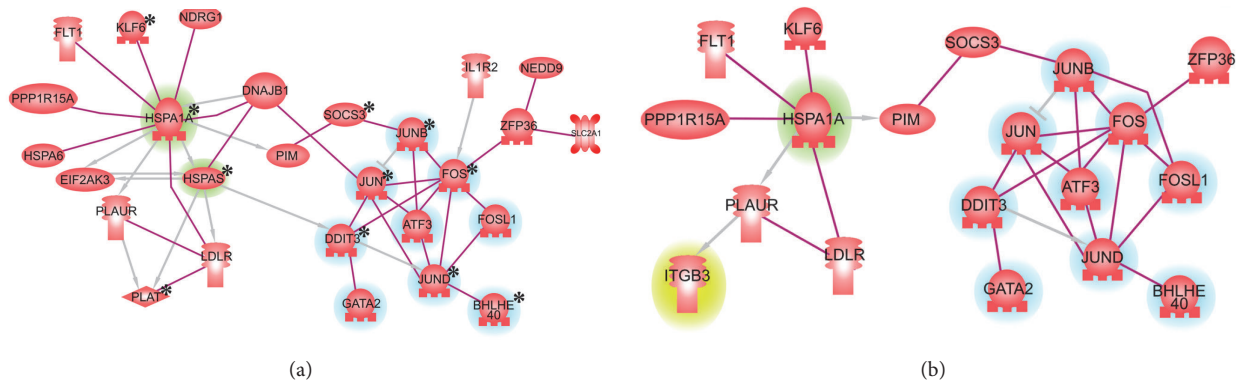 FLT1
KLF6*
NDRG1
PPP1R15A
HSPA1A*
DNAJB1
HSPA6
EIF2AK3
HSPAS*
PIM
SOCS3*
PLAUR
LDLR
PLAT*
IL1R2
NEDD9
JUNB*
ZFP36
SLC2A1
JUN*
FOS*
ATF3
FOSL1
DDIT3*
JUND*
GATA2
BHLHE*
40
(a)
FLT1
KLF6
SOCS3
JUNB
ZFP36
PPP1R15A
HSPA1A
PIM
JUN
FOS
ATF3
FOSL1
PLAUR
DDIT3
ITGB3
LDLR
JUND
GATA2
BHLHE
40
(b)